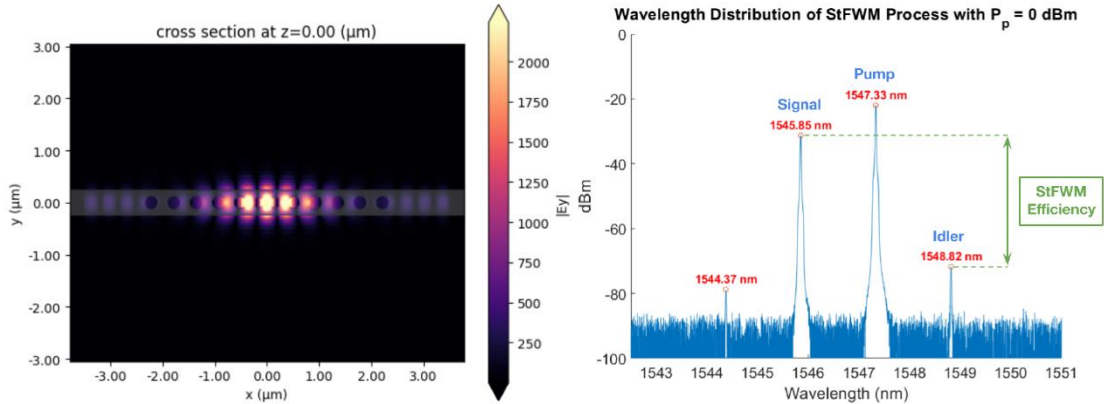 cross section at z=0.00 (μm)
3.00
2.00
1.00
0.00
-1.00
-2.00
-3.00
y (μm)
-3.00 -2.00 -1.00 0.00 1.00 2.00 3.00
x (μm)
2000
1750
1500
1250
1000
750
500
250
|Ey|
Wavelength Distribution of StFWM Process with Pp = 0 dBm
0
-20
-40
-60
-80
-100
dBm
Pump
1547.33 nm
Signal
1545.85 nm
StFWM
Efficiency
Idler
1548.82 nm
1544.37 nm
1543 1544 1545 1546 1547 1548 1549 1550 1551
Wavelength (nm)